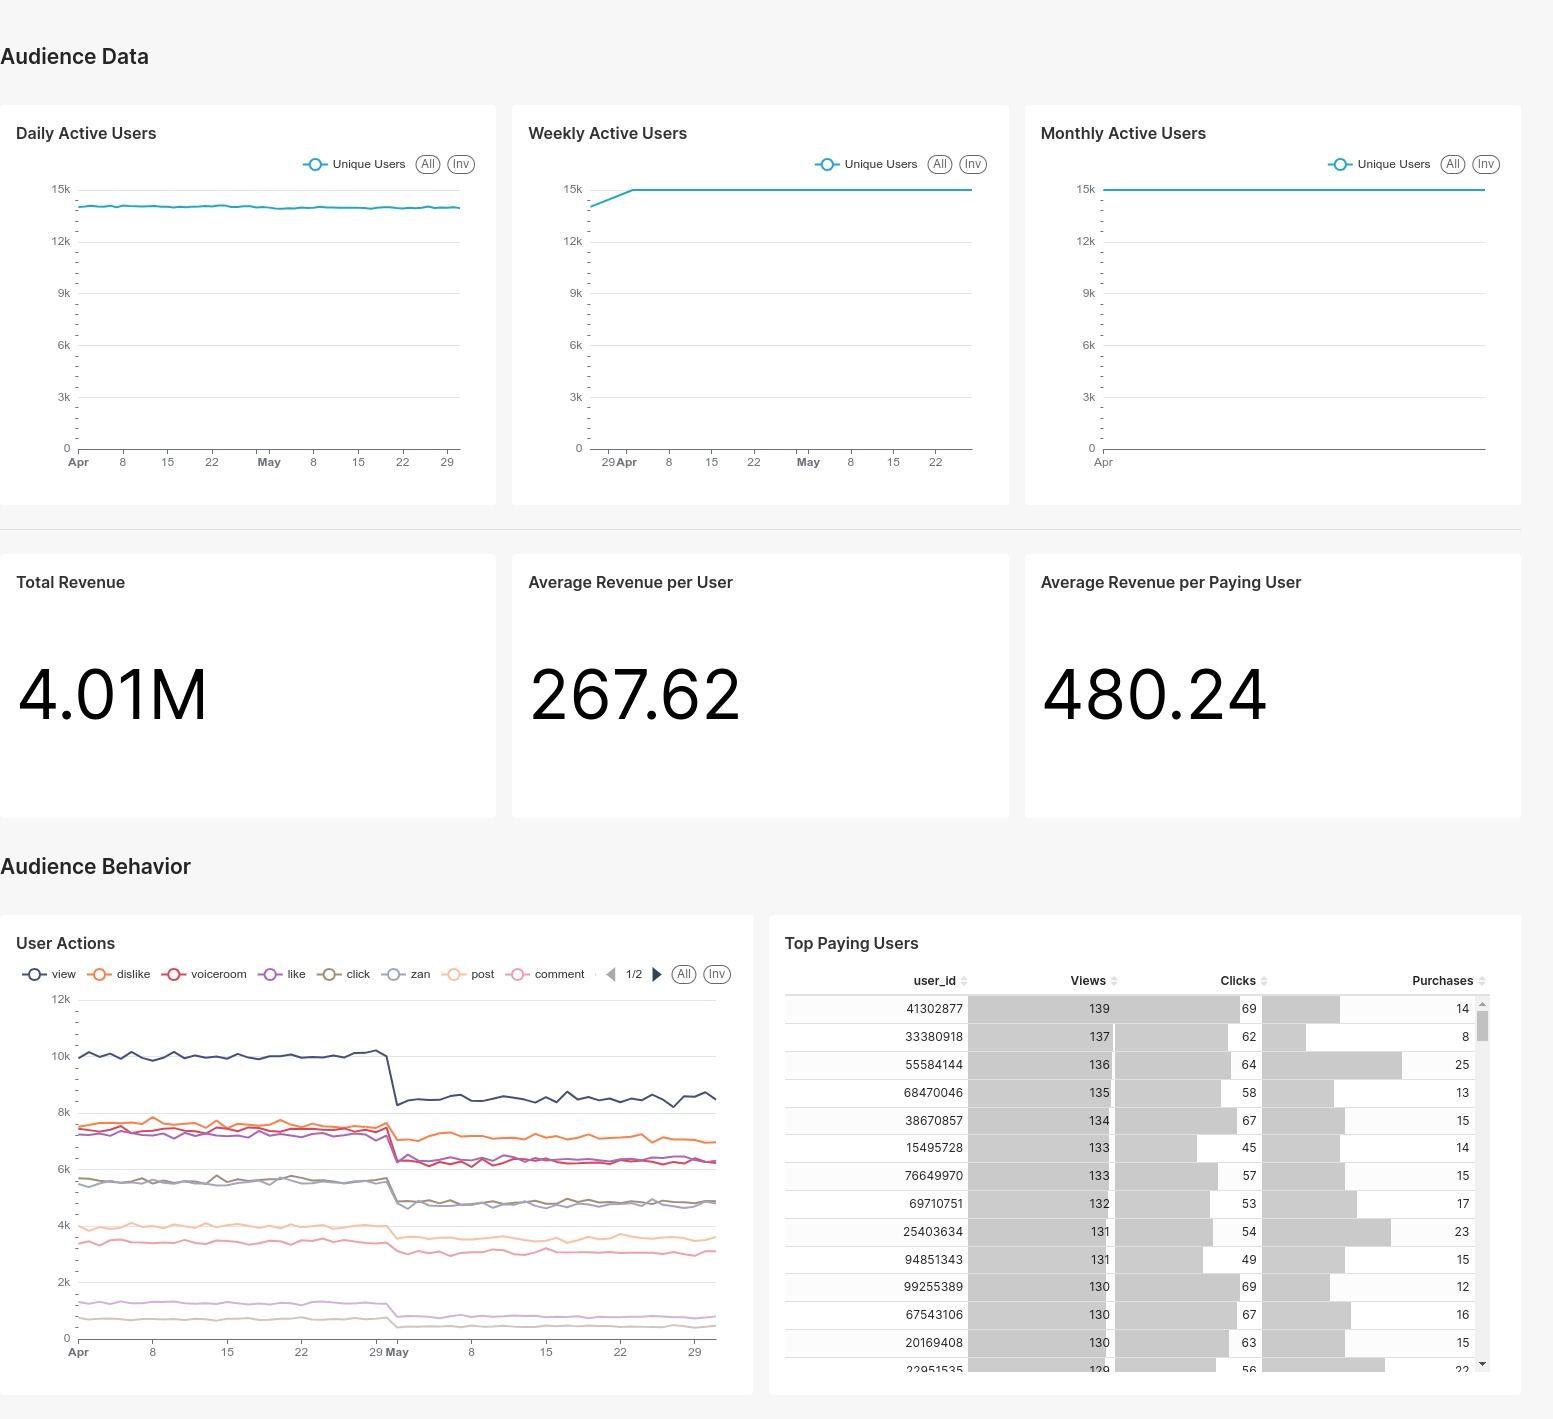 Audience Data
Daily Active Users
Unique Users All Inv
15k
12k
9k
6k
3k
0
Apr 8 15 22 May 8 15 22 29
Weekly Active Users
Unique Users All Inv
15k
12k
9k
6k
3k
0
29 Apr 8 15 22 May 8 15 22
Monthly Active Users
Unique Users All Inv
15k
12k
9k
6k
3k
0
Apr
Total Revenue
4.01M
Average Revenue per User
267.62
Average Revenue per Paying User
480.24
Audience Behavior
User Actions
view dislike voiceroom like click zan post comment 1/2 All Inv
12k
10k
8k
6k
4k
2k
0
Apr 8 15 22 29 May 8 15 22 29
Top Paying Users
user_id Views Clicks Purchases
41302877 139 69 14
33380918 137 62 8
55584144 136 64 25
68470046 135 58 13
38670857 134 67 15
15495728 133 45 14
76649970 133 57 15
69710751 132 53 17
25403634 131 54 23
94851343 131 49 15
99255389 130 69 12
67543106 130 67 16
20169408 130 63 15
22951535 129 56 22